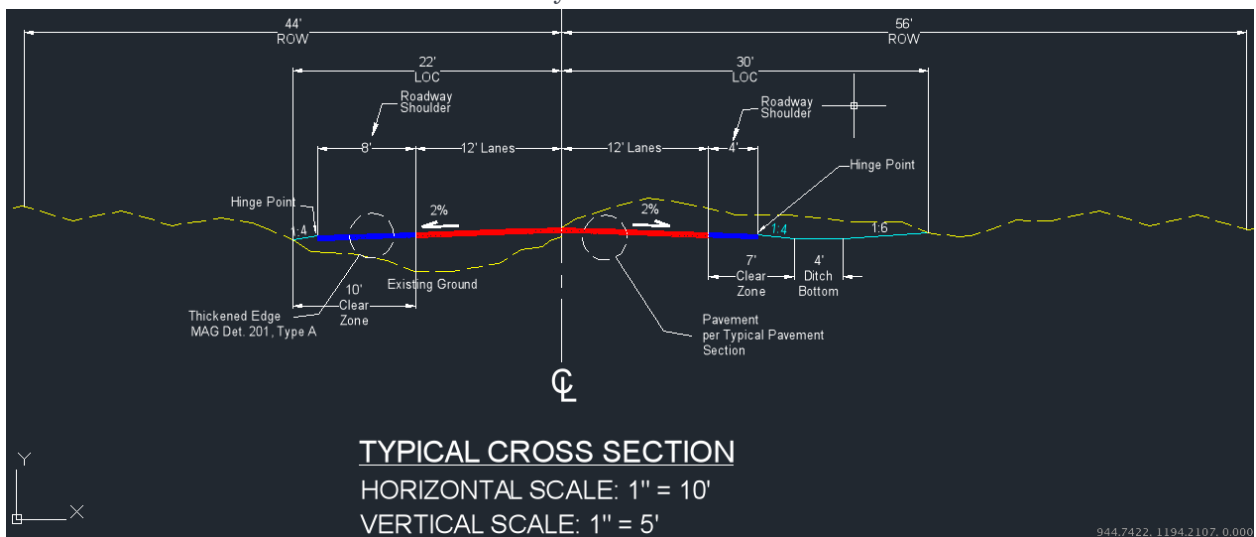 44'
ROW
56'
ROW
22'
LOC
30'
LOC
Roadway
Shoulder
Roadway
Shoulder
8'
12' Lanes
12' Lanes
4'
Hinge Point
Hinge Point
2%
2%
1:4
1:4
1:6
Existing Ground
10'
Clear
Zone
7'
Clear
Zone
4'
Ditch
Bottom
Thickened Edge
MAG Det. 201, Type A
Pavement
per Typical Pavement
Section
CL
TYPICAL CROSS SECTION
HORIZONTAL SCALE: 1" = 10'
VERTICAL SCALE: 1" = 5'
Y
X
944.7422, 1194.2107, 0.000